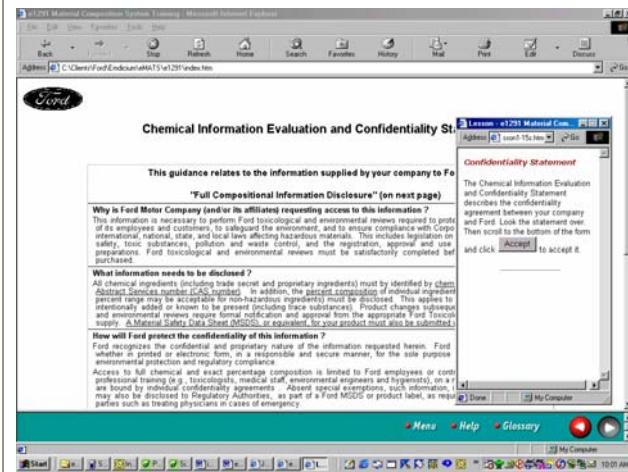 e1291 Material Composition System Training - Microsoft Internet Explorer
File Edit View Favorites Tools Help
Back Stop Refresh Home Search Favorites History Mail Print Edit Discuss
Address C:\Clients\Ford\Emdicium\eMATS\e1291\index.htm Go
Ford
Chemical Information Evaluation and Confidentiality St
This guidance relates to the information supplied by your company to Fo
"Full Compositional Information Disclosure" (on next page)
Why is Ford Motor Company (and/or its affiliates) requesting access to this information ?
This information is necessary to perform Ford toxicological and environmental reviews required to prote
of its employees and customers, to safeguard the environment, and to ensure compliance with Corpo
international, national, state, and local laws affecting hazardous materials. This includes legislation on
safety, toxic substances, pollution and waste control, and the registration, approval and use
preparations. Ford toxicological and environmental reviews must be satisfactorily completed bef
purchased.
What information needs to be disclosed ?
All chemical ingredients (including trade secret and proprietary ingredients) must by identified by chem
Abstract Services number (CAS number). In addition, the percent composition of individual ingredient
percent range may be acceptable for non-hazardous ingredients) must be disclosed. This applies to
intentionally added or known to be present (including trace substances). Product changes subseque
and environmental reviews require formal notification and approval from the appropriate Ford Toxicol
supply. A Material Safety Data Sheet (MSDS), or equivalent, for your product must also be submitted
How will Ford protect the confidentiality of this information ?
Ford recognizes the confidential and proprietary nature of the information requested herein. Ford
whether in printed or electronic form, in a responsible and secure manner, for the sole purpose
environmental protection and regulatory compliance.
Access to full chemical and exact percentage composition is limited to Ford employees or contr
professional training (e.g., toxicologists, medical staff, environmental engineers and hygienists), on a
are bound by individual confidentiality agreements. Absent special exemptions, such information,
may also be disclosed to Regulatory Authorities, as part of a Ford MSDS or product label, as requ
parties such as treating physicians in cases of emergency.
Lesson - e1291 Material Com...
Address sson1-15c.htm Go
Confidentiality Statement
The Chemical Information Evaluation
and Confidentiality Statement
describes the confidentiality
agreement between your company
and Ford. Look the statement over.
Then scroll to the bottom of the form
and click Accept to accept it.
Done My Computer
Menu Help Glossary
My Computer
Start 10:01 AM